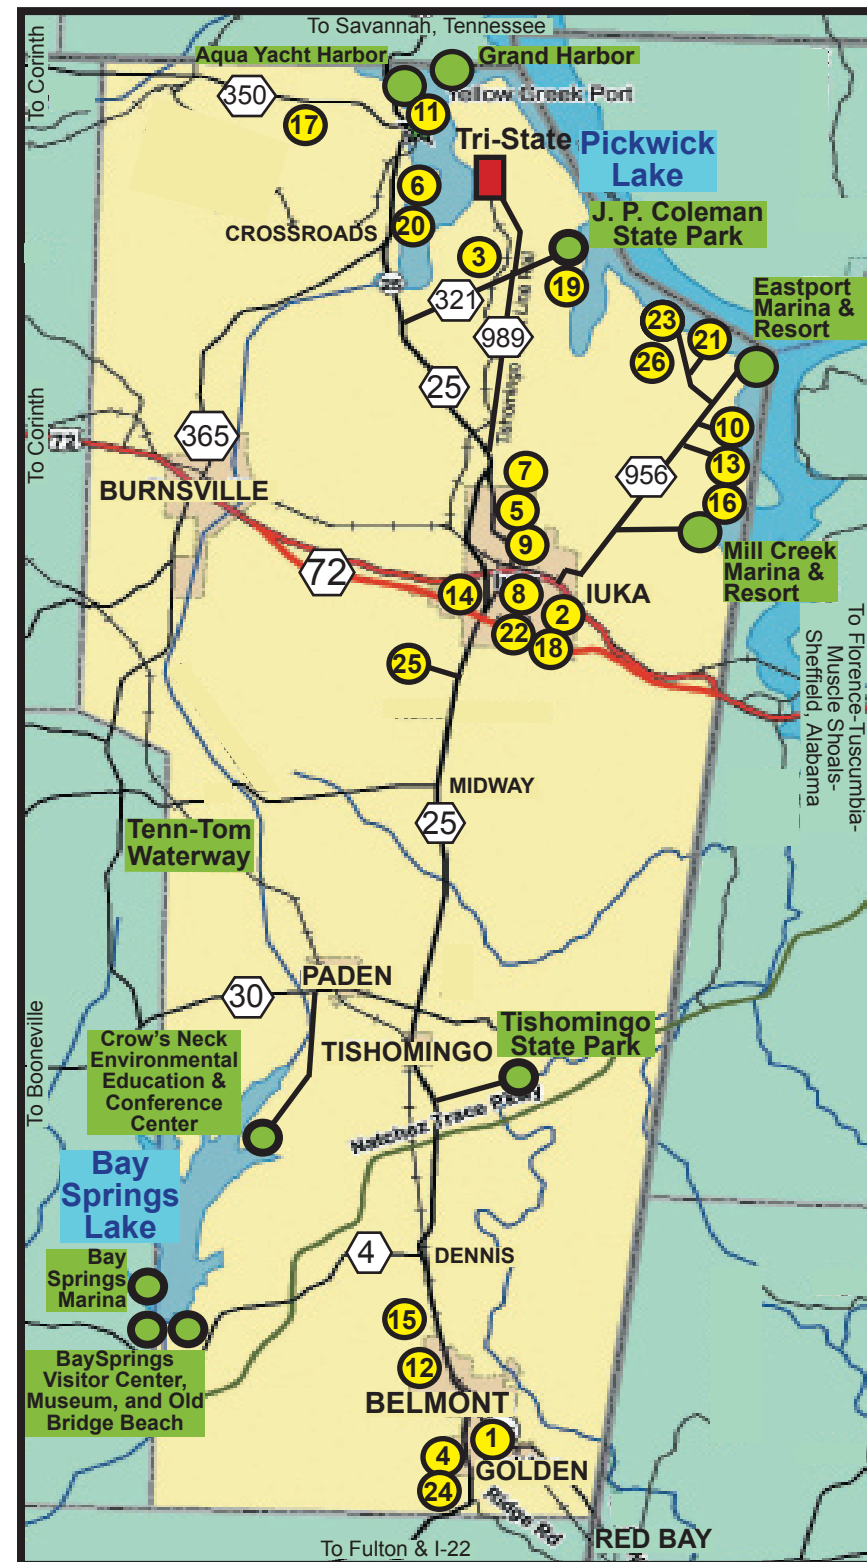 To Savannah, Tennessee
To Corinth
Aqua Yacht Harbor
Grand Harbor
Yellow Creek Port
350
17
11
Tri-State
Pickwick
Lake
6
20
CROSSROADS
J. P. Coleman
State Park
3
19
25
321
Eastport
Marina &
Resort
23
21
26
989
25
Tishomingo
To Corinth
72
365
BURNSVILLE
10
13
956
16
7
5
9
Mill Creek
Marina &
Resort
72
14
8
IUKA
2
22
18
25
To Florence-Tuscumbia-
Muscle Shoals-
Sheffield, Alabama
MIDWAY
25
Tenn-Tom
Waterway
PADEN
30
To Booneville
Crow's Neck
Environmental
Education &
Conference
Center
TISHOMINGO
Tishomingo
State Park
Natchez Trace Pkwy
Bay
Springs
Lake
4
DENNIS
Bay
Springs
Marina
15
BaySprings
Visitor Center,
Museum, and Old
Bridge Beach
12
BELMONT
1
4
GOLDEN
24
Ridge Rd
RED BAY
To Fulton & I-22